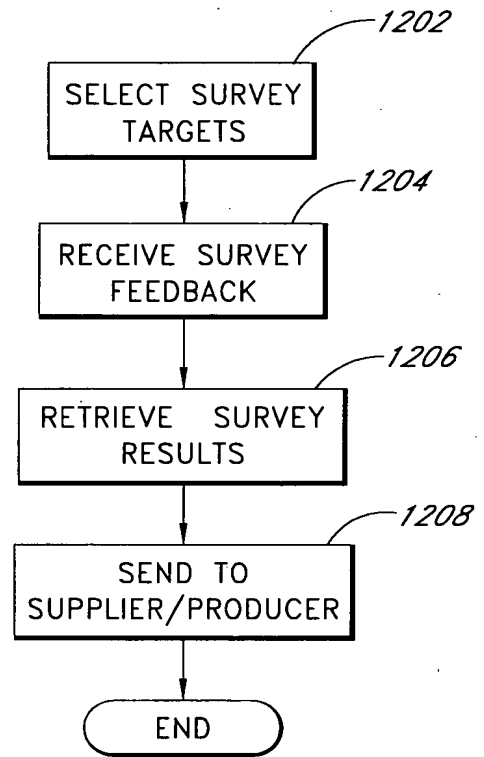 1202
SELECT SURVEY
TARGETS
1204
RECEIVE SURVEY
FEEDBACK
1206
RETRIEVE SURVEY
RESULTS
1208
SEND TO
SUPPLIER/PRODUCER
END